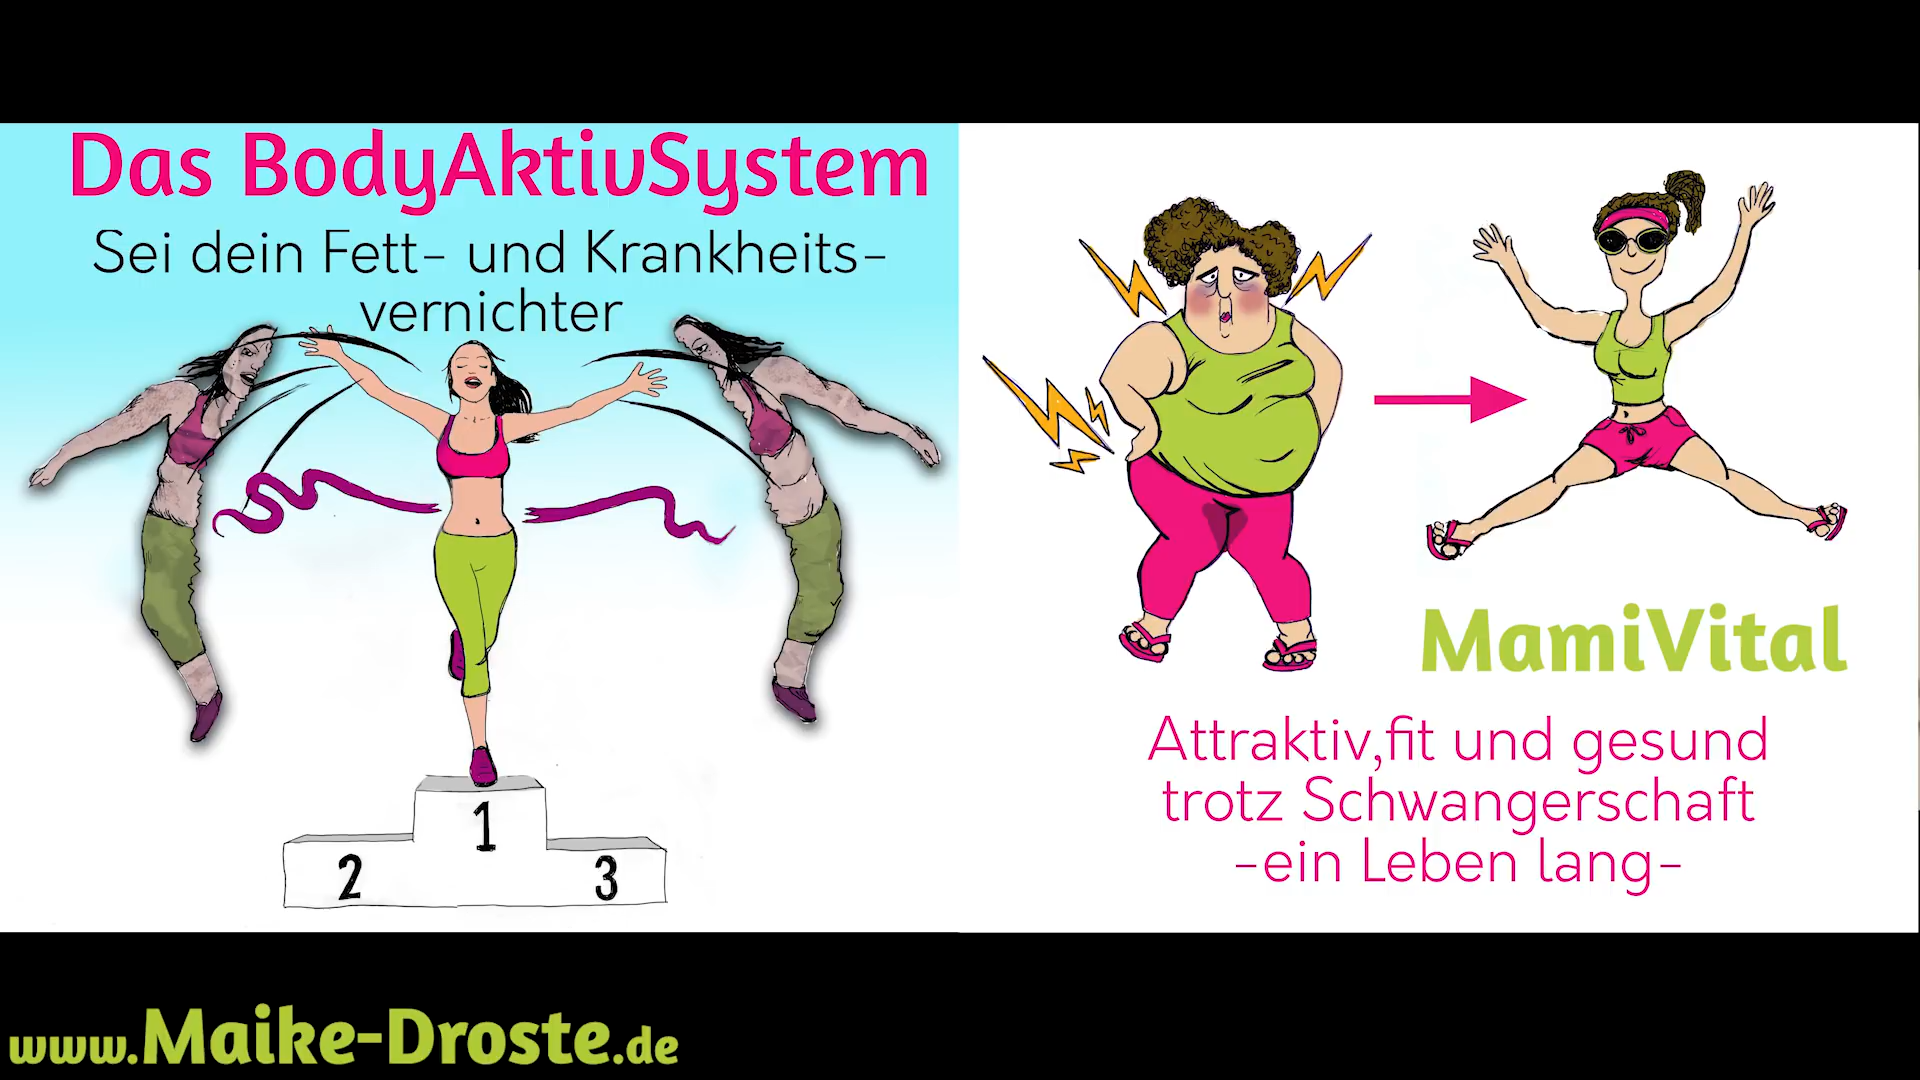 Das BodyAktivSystem
Sei dein Fett- und Krankheits-
vernichter
1
2
3
MamiVital
Attraktiv,fit und gesund
trotz Schwangerschaft
-ein Leben lang-
www.Maike-Droste.de